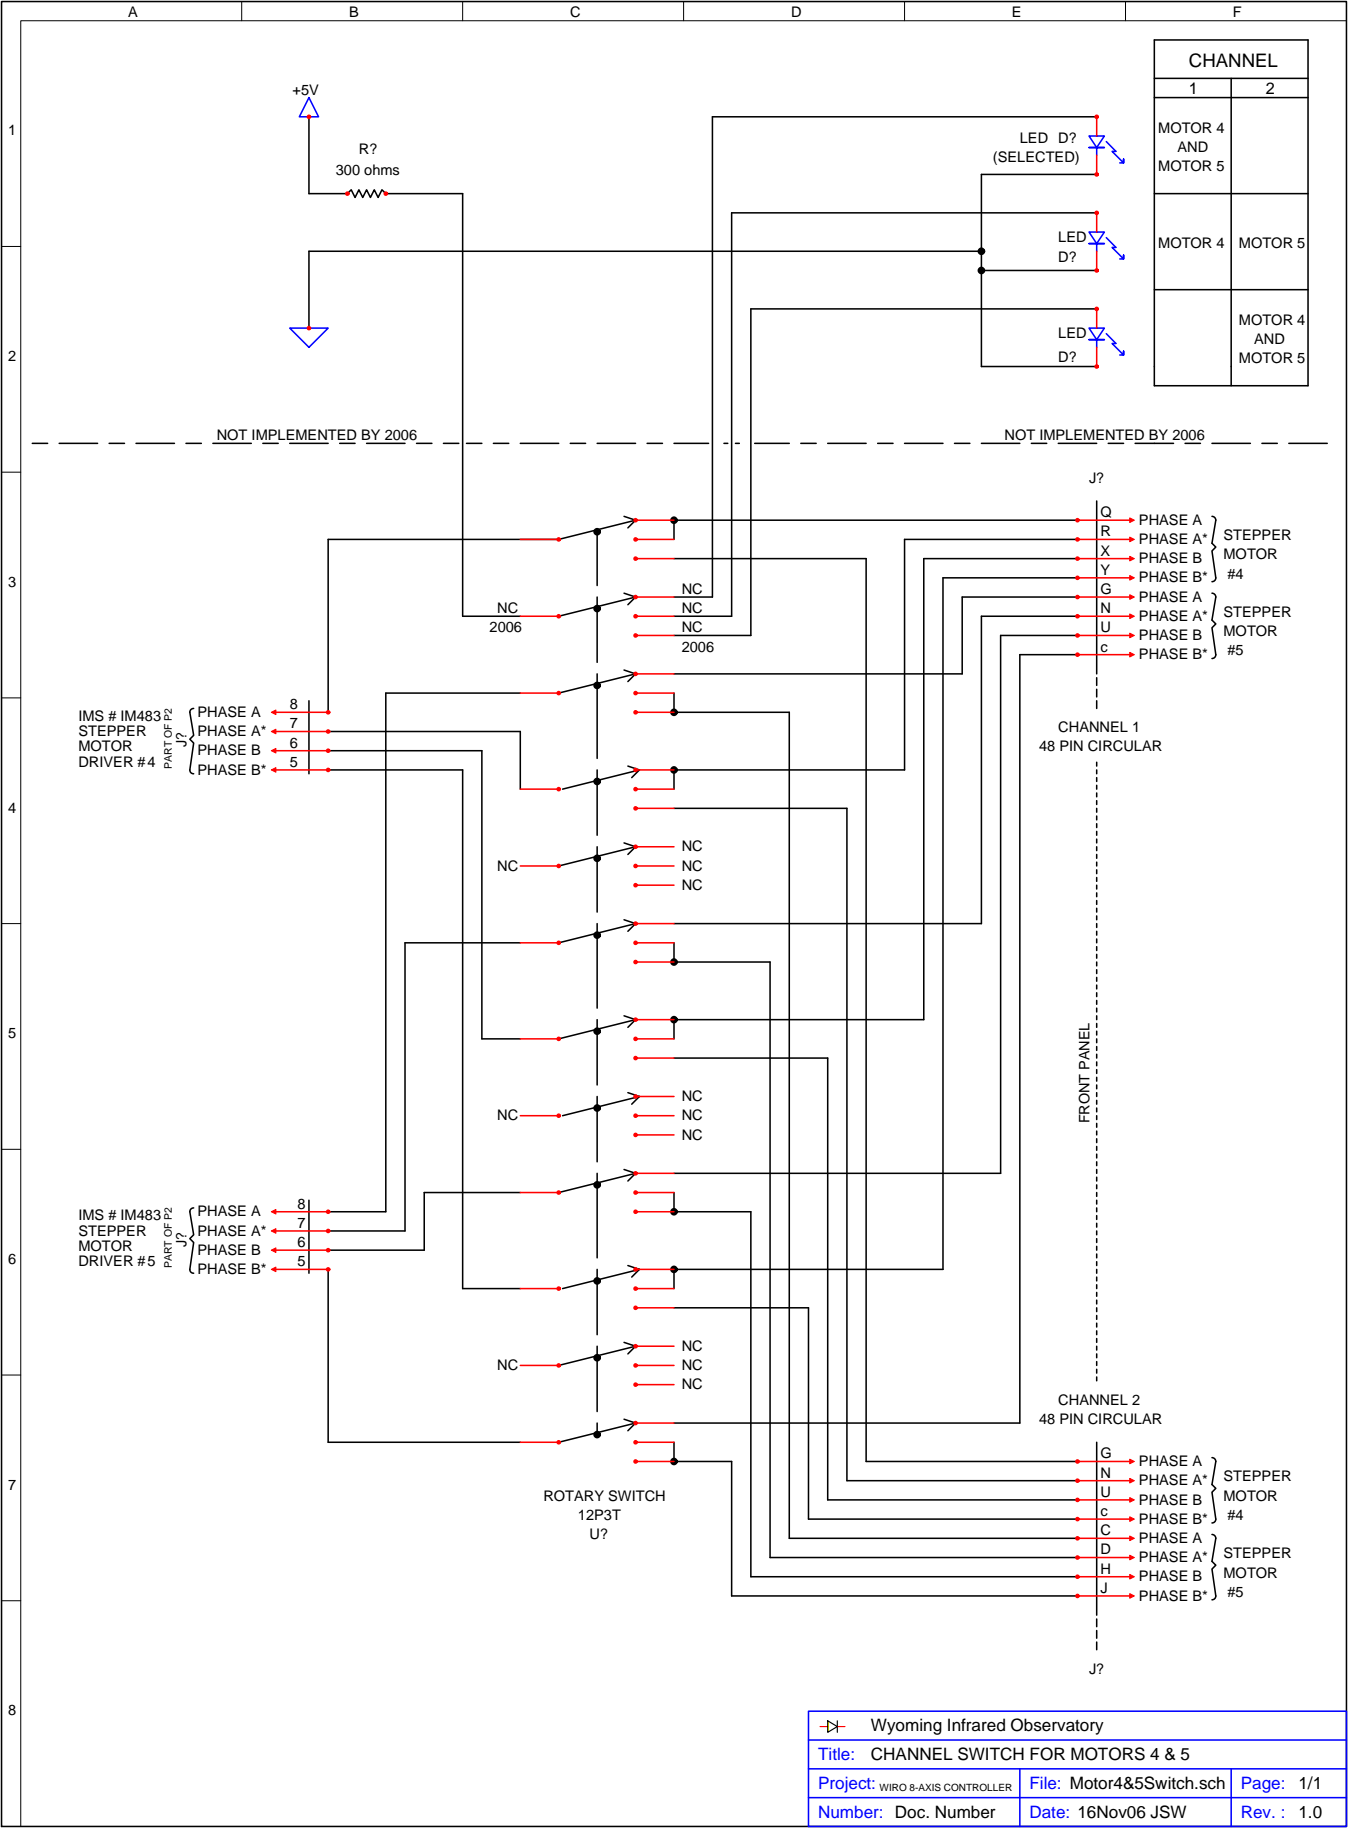 A B C D E F
1
2
3
4
5
6
7
8
CHANNEL
1 2
MOTOR 4
AND
MOTOR 5
MOTOR 4 MOTOR 5
MOTOR 4
AND
MOTOR 5
+5V
R?
300 ohms
LED D?
(SELECTED)
LED
D?
LED
D?
NOT IMPLEMENTED BY 2006
NOT IMPLEMENTED BY 2006
J?
Q PHASE A
R PHASE A*
X PHASE B
Y PHASE B*
STEPPER
MOTOR
#4
G PHASE A
N PHASE A*
U PHASE B
c PHASE B*
STEPPER
MOTOR
#5
CHANNEL 1
48 PIN CIRCULAR
NC
2006
NC
NC
NC
2006
IMS # IM483
STEPPER
MOTOR
DRIVER #4
PART OF P2
J?
PHASE A 8
PHASE A* 7
PHASE B 6
PHASE B* 5
NC
NC
NC
NC
FRONT PANEL
NC
NC
NC
NC
IMS # IM483
STEPPER
MOTOR
DRIVER #5
PART OF P2
J?
PHASE A 8
PHASE A* 7
PHASE B 6
PHASE B* 5
NC
NC
NC
NC
ROTARY SWITCH
12P3T
U?
CHANNEL 2
48 PIN CIRCULAR
G PHASE A
N PHASE A*
U PHASE B
c PHASE B*
STEPPER
MOTOR
#4
C PHASE A
D PHASE A*
H PHASE B
J PHASE B*
STEPPER
MOTOR
#5
J?
Wyoming Infrared Observatory
Title: CHANNEL SWITCH FOR MOTORS 4 & 5
Project: WIRO 8-AXIS CONTROLLER File: Motor4&5Switch.sch Page: 1/1
Number: Doc. Number Date: 16Nov06 JSW Rev. : 1.0